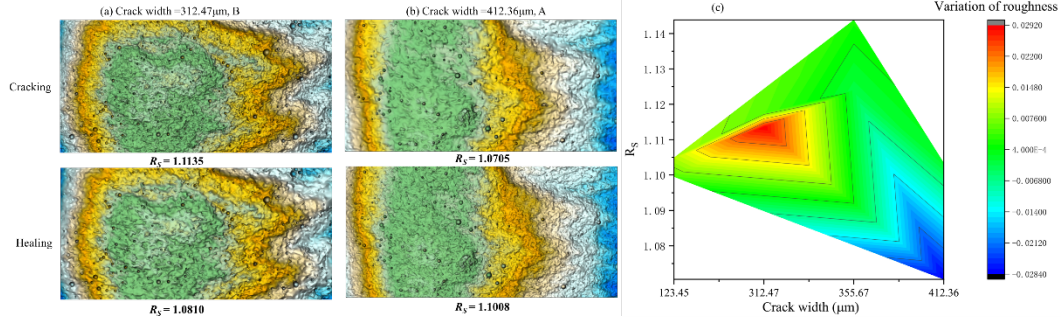 (a) Crack width =312.47μm, B
(b) Crack width =412.36μm, A
Cracking
R_S = 1.1135
R_S = 1.0705
Healing
R_S = 1.0810
R_S = 1.1008
(c)
Variation of roughness
R_S
1.14
1.13
1.12
1.11
1.10
1.09
1.08
123.45
312.47
355.67
412.36
Crack width (μm)
0.02920
0.01480
0.007600
4.000E-4
-0.006800
-0.01400
-0.02120
-0.02840